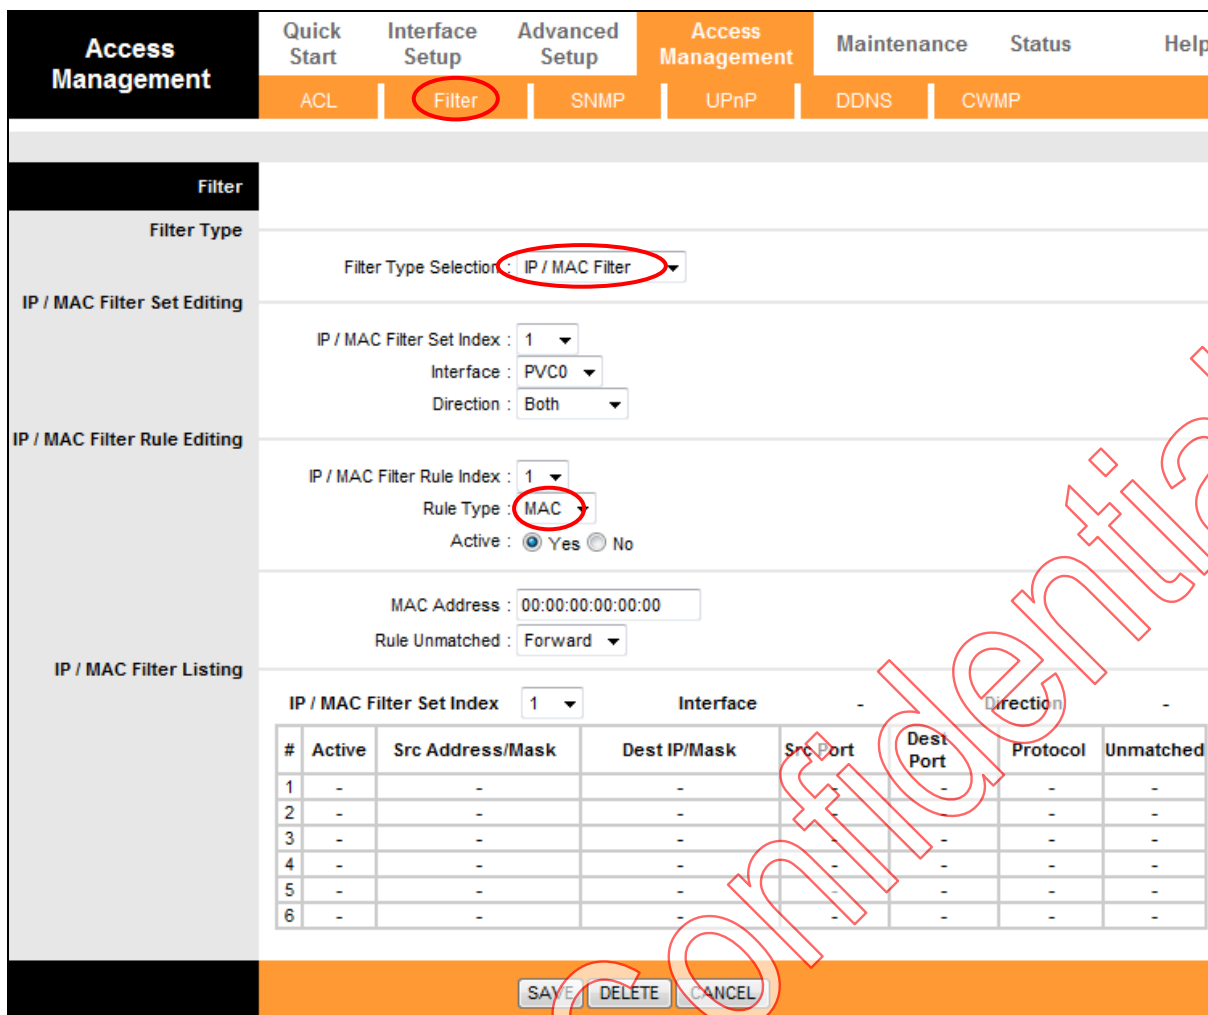 Access Management
Quick Start
Interface Setup
Advanced Setup
Access Management
Maintenance
Status
Help
ACL
Filter
SNMP
UPnP
DDNS
CWMP
Filter
Filter Type
Filter Type Selection : IP / MAC Filter
IP / MAC Filter Set Editing
IP / MAC Filter Set Index : 1
Interface : PVC0
Direction : Both
IP / MAC Filter Rule Editing
IP / MAC Filter Rule Index : 1
Rule Type : MAC
Active : Yes No
MAC Address : 00:00:00:00:00:00
Rule Unmatched : Forward
IP / MAC Filter Listing
IP / MAC Filter Set Index 1 Interface - Direction -
# Active Src Address/Mask Dest IP/Mask Src Port Dest Port Protocol Unmatched
1 - - - - - - -
2 - - - - - - -
3 - - - - - - -
4 - - - - - - -
5 - - - - - - -
6 - - - - - - -
SAVE DELETE CANCEL
Confidential